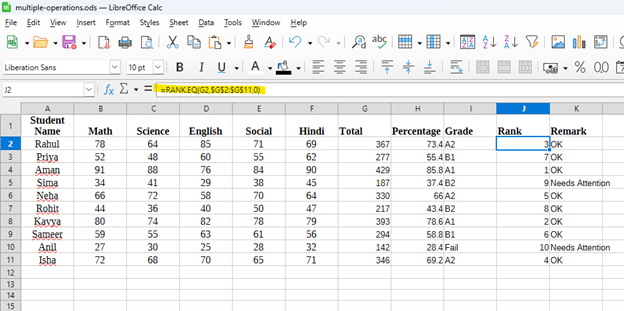 multiple-operations.ods — LibreOffice Calc
File Edit View Insert Format Styles Sheet Data Tools Window Help
Liberation Sans 10 pt B I U A % 0.0
J2 fx Σ = =RANK.EQ(G2,$G$2:$G$11,0)
A B C D E F G H I J K
1 Student Name Math Science English Social Hindi Total Percentage Grade Rank Remark
2 Rahul 78 64 85 71 69 367 73.4 A2 3 OK
3 Priya 52 48 60 55 62 277 55.4 B1 7 OK
4 Aman 91 88 76 84 90 429 85.8 A1 1 OK
5 Sima 34 41 29 38 45 187 37.4 B2 9 Needs Attention
6 Neha 66 72 58 70 64 330 66 A2 5 OK
7 Rohit 44 36 40 50 47 217 43.4 B2 8 OK
8 Kavya 80 74 82 78 79 393 78.6 A1 2 OK
9 Sameer 59 55 63 61 56 294 58.8 B1 6 OK
10 Anil 27 30 25 28 32 142 28.4 Fail 10 Needs Attention
11 Isha 72 68 70 65 71 346 69.2 A2 4 OK
12
13
14
15